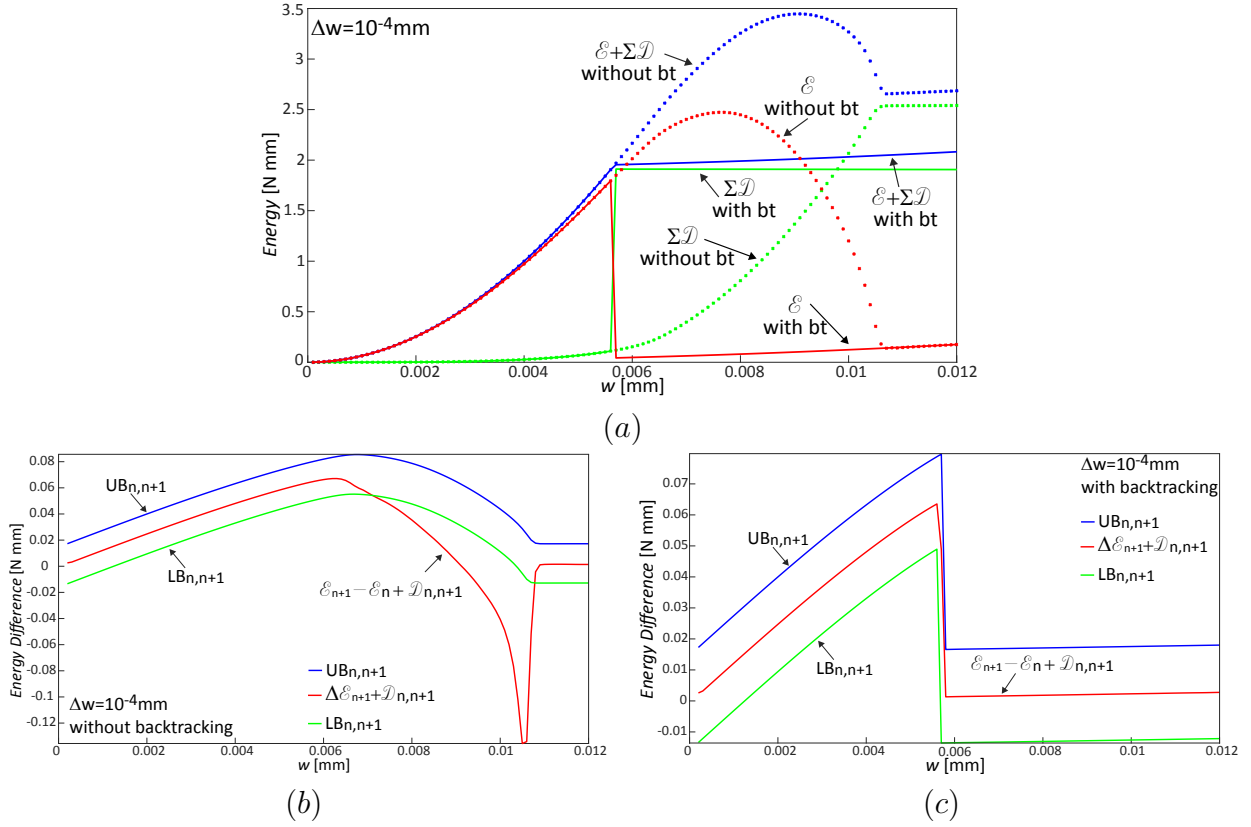 Δw=10-4mm
Energy [N mm]
3.5
3
2.5
2
1.5
1
0.5
0
ℰ+Σ𝒟
without bt
ℰ
without bt
Σ𝒟
with bt
ℰ+Σ𝒟
with bt
Σ𝒟
without bt
ℰ
with bt
0 0.002 0.004 0.006 0.008 0.01 0.012
w [mm]
(a)
Energy Difference [N mm]
0.08
0.06
0.04
0.02
0
-0.02
-0.04
-0.06
-0.08
-0.1
-0.12
UBn,n+1
LBn,n+1
ℰn+1−ℰn+𝒟n,n+1
UBn,n+1
Δℰn+1+𝒟n,n+1
LBn,n+1
Δw=10-4mm
without backtracking
0 0.002 0.004 0.006 0.008 0.01 0.012
w [mm]
(b)
Energy Difference [N mm]
0.07
0.06
0.05
0.04
0.03
0.02
0.01
0
-0.01
Δw=10-4mm
with backtracking
UBn,n+1
Δℰn+1+𝒟n,n+1
LBn,n+1
UBn,n+1
LBn,n+1
ℰn+1−ℰn+𝒟n,n+1
0 0.002 0.004 0.006 0.008 0.01 0.012
w [mm]
(c)